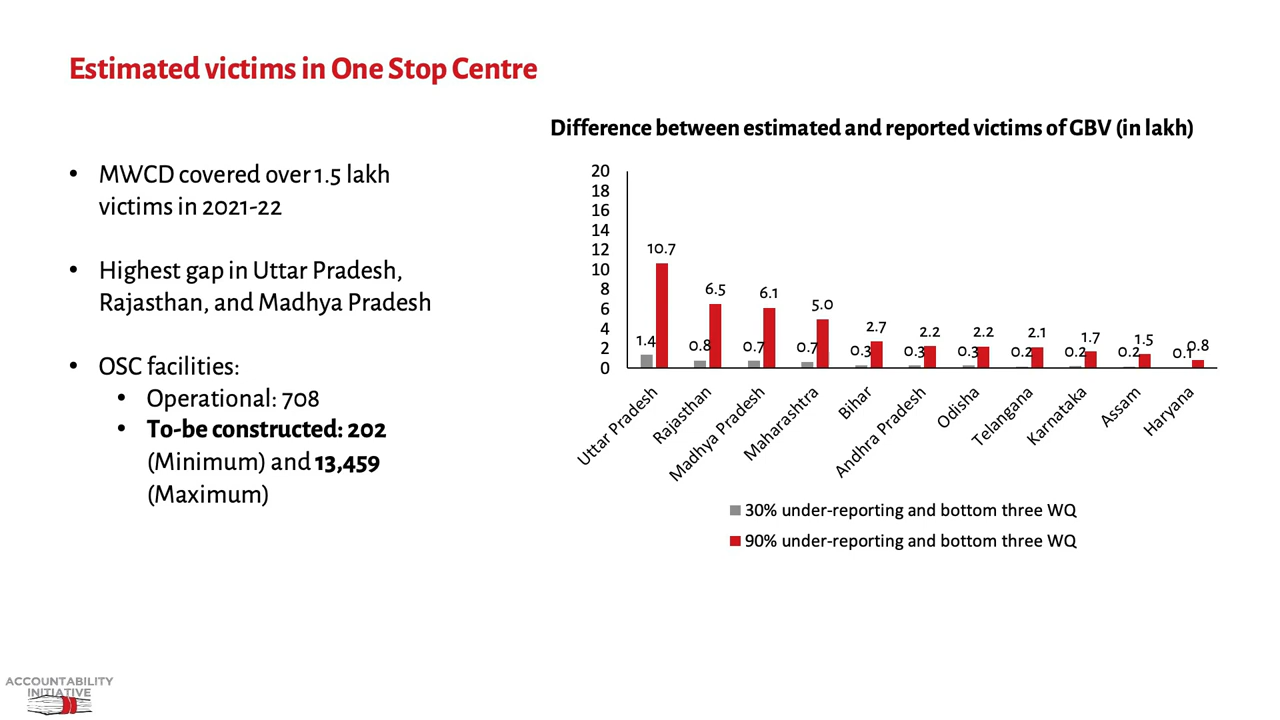 Estimated victims in One Stop Centre
• MWCD covered over 1.5 lakh
victims in 2021-22
• Highest gap in Uttar Pradesh,
Rajasthan, and Madhya Pradesh
• OSC facilities:
• Operational: 708
• To-be constructed: 202
(Minimum) and 13,459
(Maximum)
Difference between estimated and reported victims of GBV (in lakh)
20
18
16
14
12
10
8
6
4
2
0
1.4 10.7
0.8 6.5
0.7 6.1
0.7 5.0
0.3 2.7
0.3 2.2
0.3 2.2
0.2 2.1
0.2 1.7
0.2 1.5
0.1 0.8
Uttar Pradesh
Rajasthan
Madhya Pradesh
Maharashtra
Bihar
Andhra Pradesh
Odisha
Telangana
Karnataka
Assam
Haryana
30% under-reporting and bottom three WQ
90% under-reporting and bottom three WQ
ACCOUNTABILITY
INITIATIVE